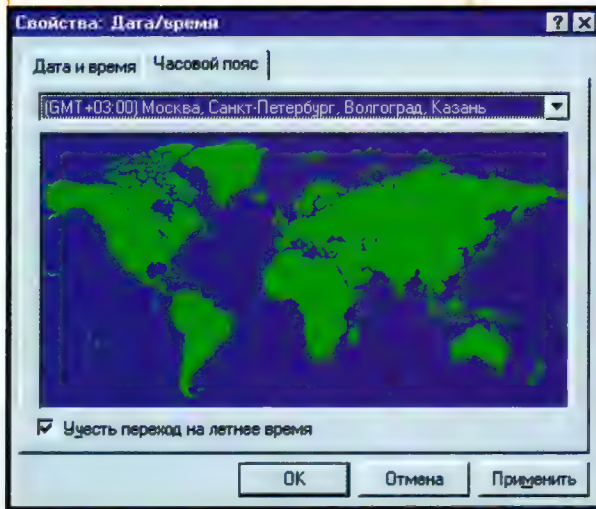 Свойства: Дата/время
Дата и время Часовой пояс
(GMT+03:00) Москва, Санкт-Петербург, Волгоград, Казань
Учесть переход на летнее время
OK Отмена Применить